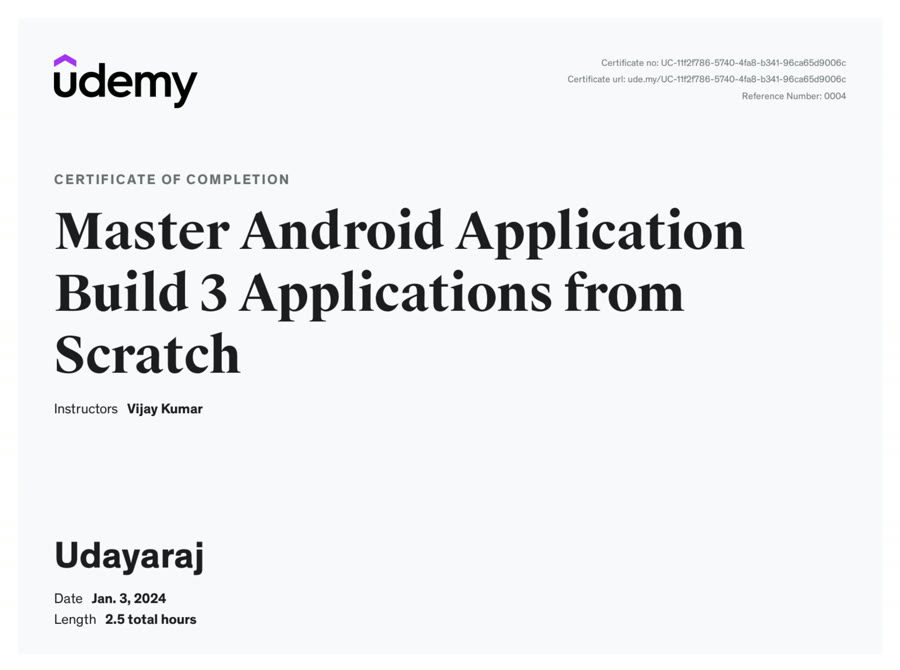 udemy
Certificate no: UC-11f2f786-5740-4fa8-b341-96ca65d9006c
Certificate url: ude.my/UC-11f2f786-5740-4fa8-b341-96ca65d9006c
Reference Number: 0004
CERTIFICATE OF COMPLETION
Master Android Application
Build 3 Applications from
Scratch
Instructors Vijay Kumar
Udayaraj
Date Jan. 3, 2024
Length 2.5 total hours